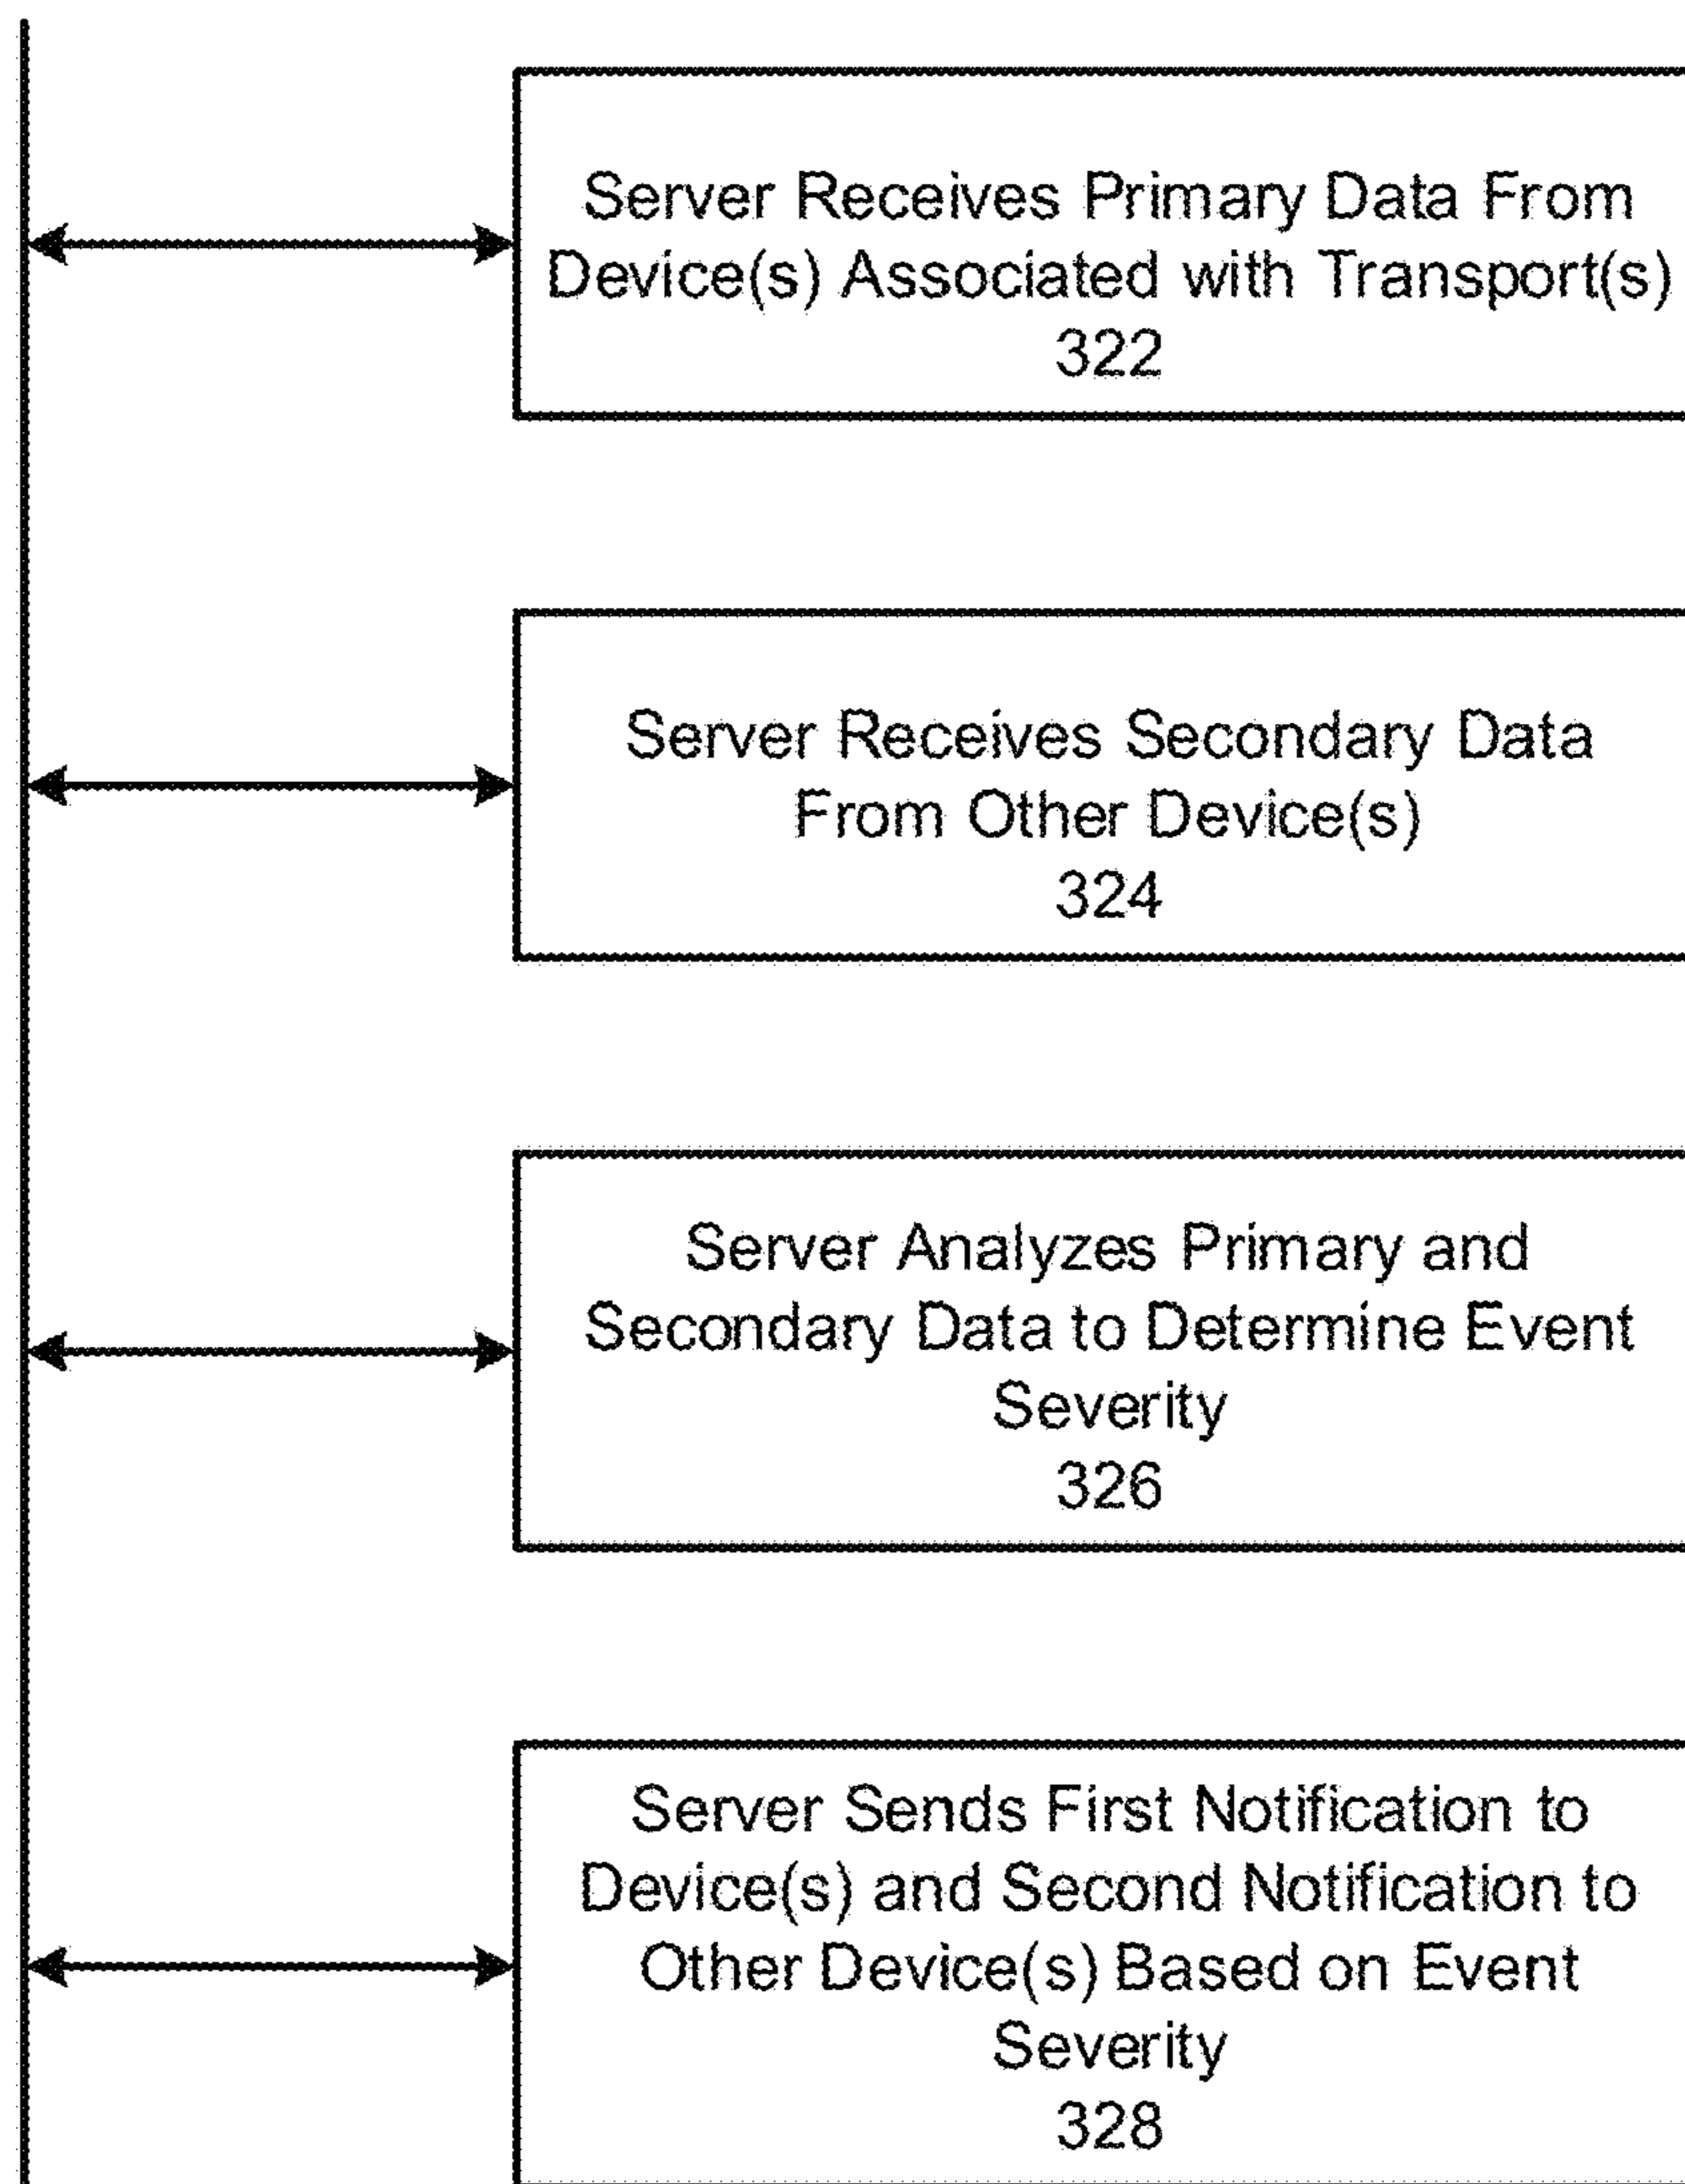 Server Receives Primary Data From
Device(s) Associated with Transport(s)
322
Server Receives Secondary Data
From Other Device(s)
324
Server Analyzes Primary and
Secondary Data to Determine Event
Severity
326
Server Sends First Notification to
Device(s) and Second Notification to
Other Device(s) Based on Event
Severity
328